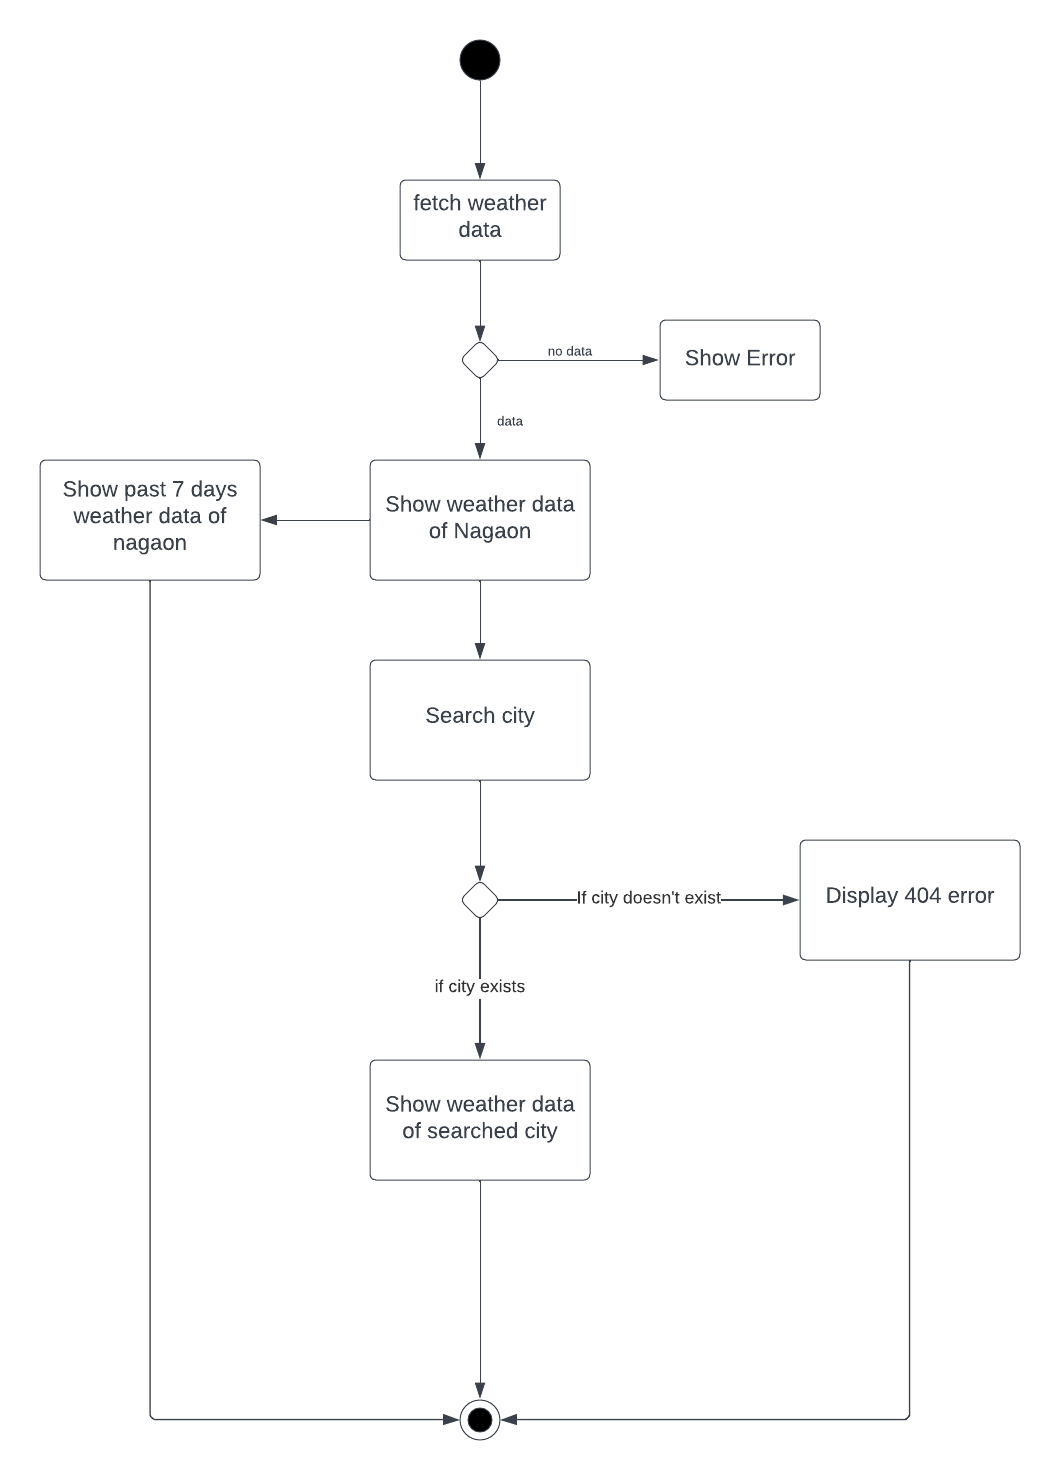 fetch weather
data
no data
Show Error
data
Show past 7 days
weather data of
nagaon
Show weather data
of Nagaon
Search city
If city doesn't exist
Display 404 error
if city exists
Show weather data
of searched city